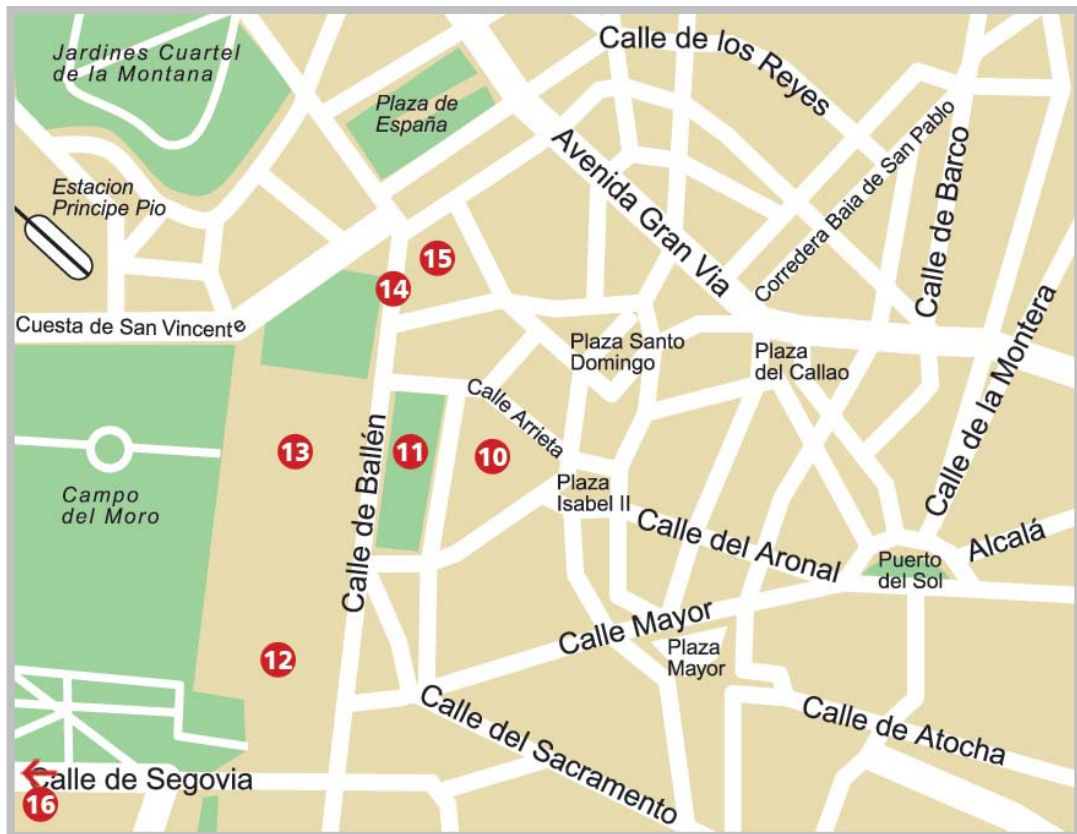 Jardines Cuartel
de la Montana
Plaza de
España
Calle de los Reyes
Avenida Gran Via
Corredera Baia de San Pablo
Calle de Barco
Estacion
Principe Pio
15
14
Cuesta de San Vincente
Plaza Santo
Domingo
Plaza
del Callao
Calle de la Montera
Calle Arrieta
13
11
10
Calle de Ballén
Campo
del Moro
Plaza
Isabel II
Calle del Aronal
Puerto
del Sol
Alcalá
Calle Mayor
Plaza
Mayor
12
Calle del Sacramento
Calle de Atocha
Calle de Segovia
16